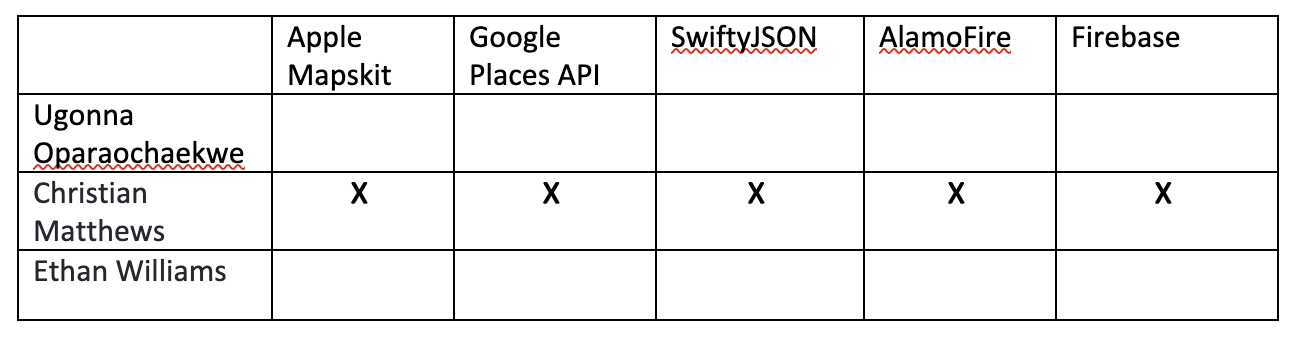 Apple Google SwiftyJSON AlamoFire Firebase
Mapskit Places API
Ugonna
Oparaochaekwe
Christian X X X X X
Matthews
Ethan Williams